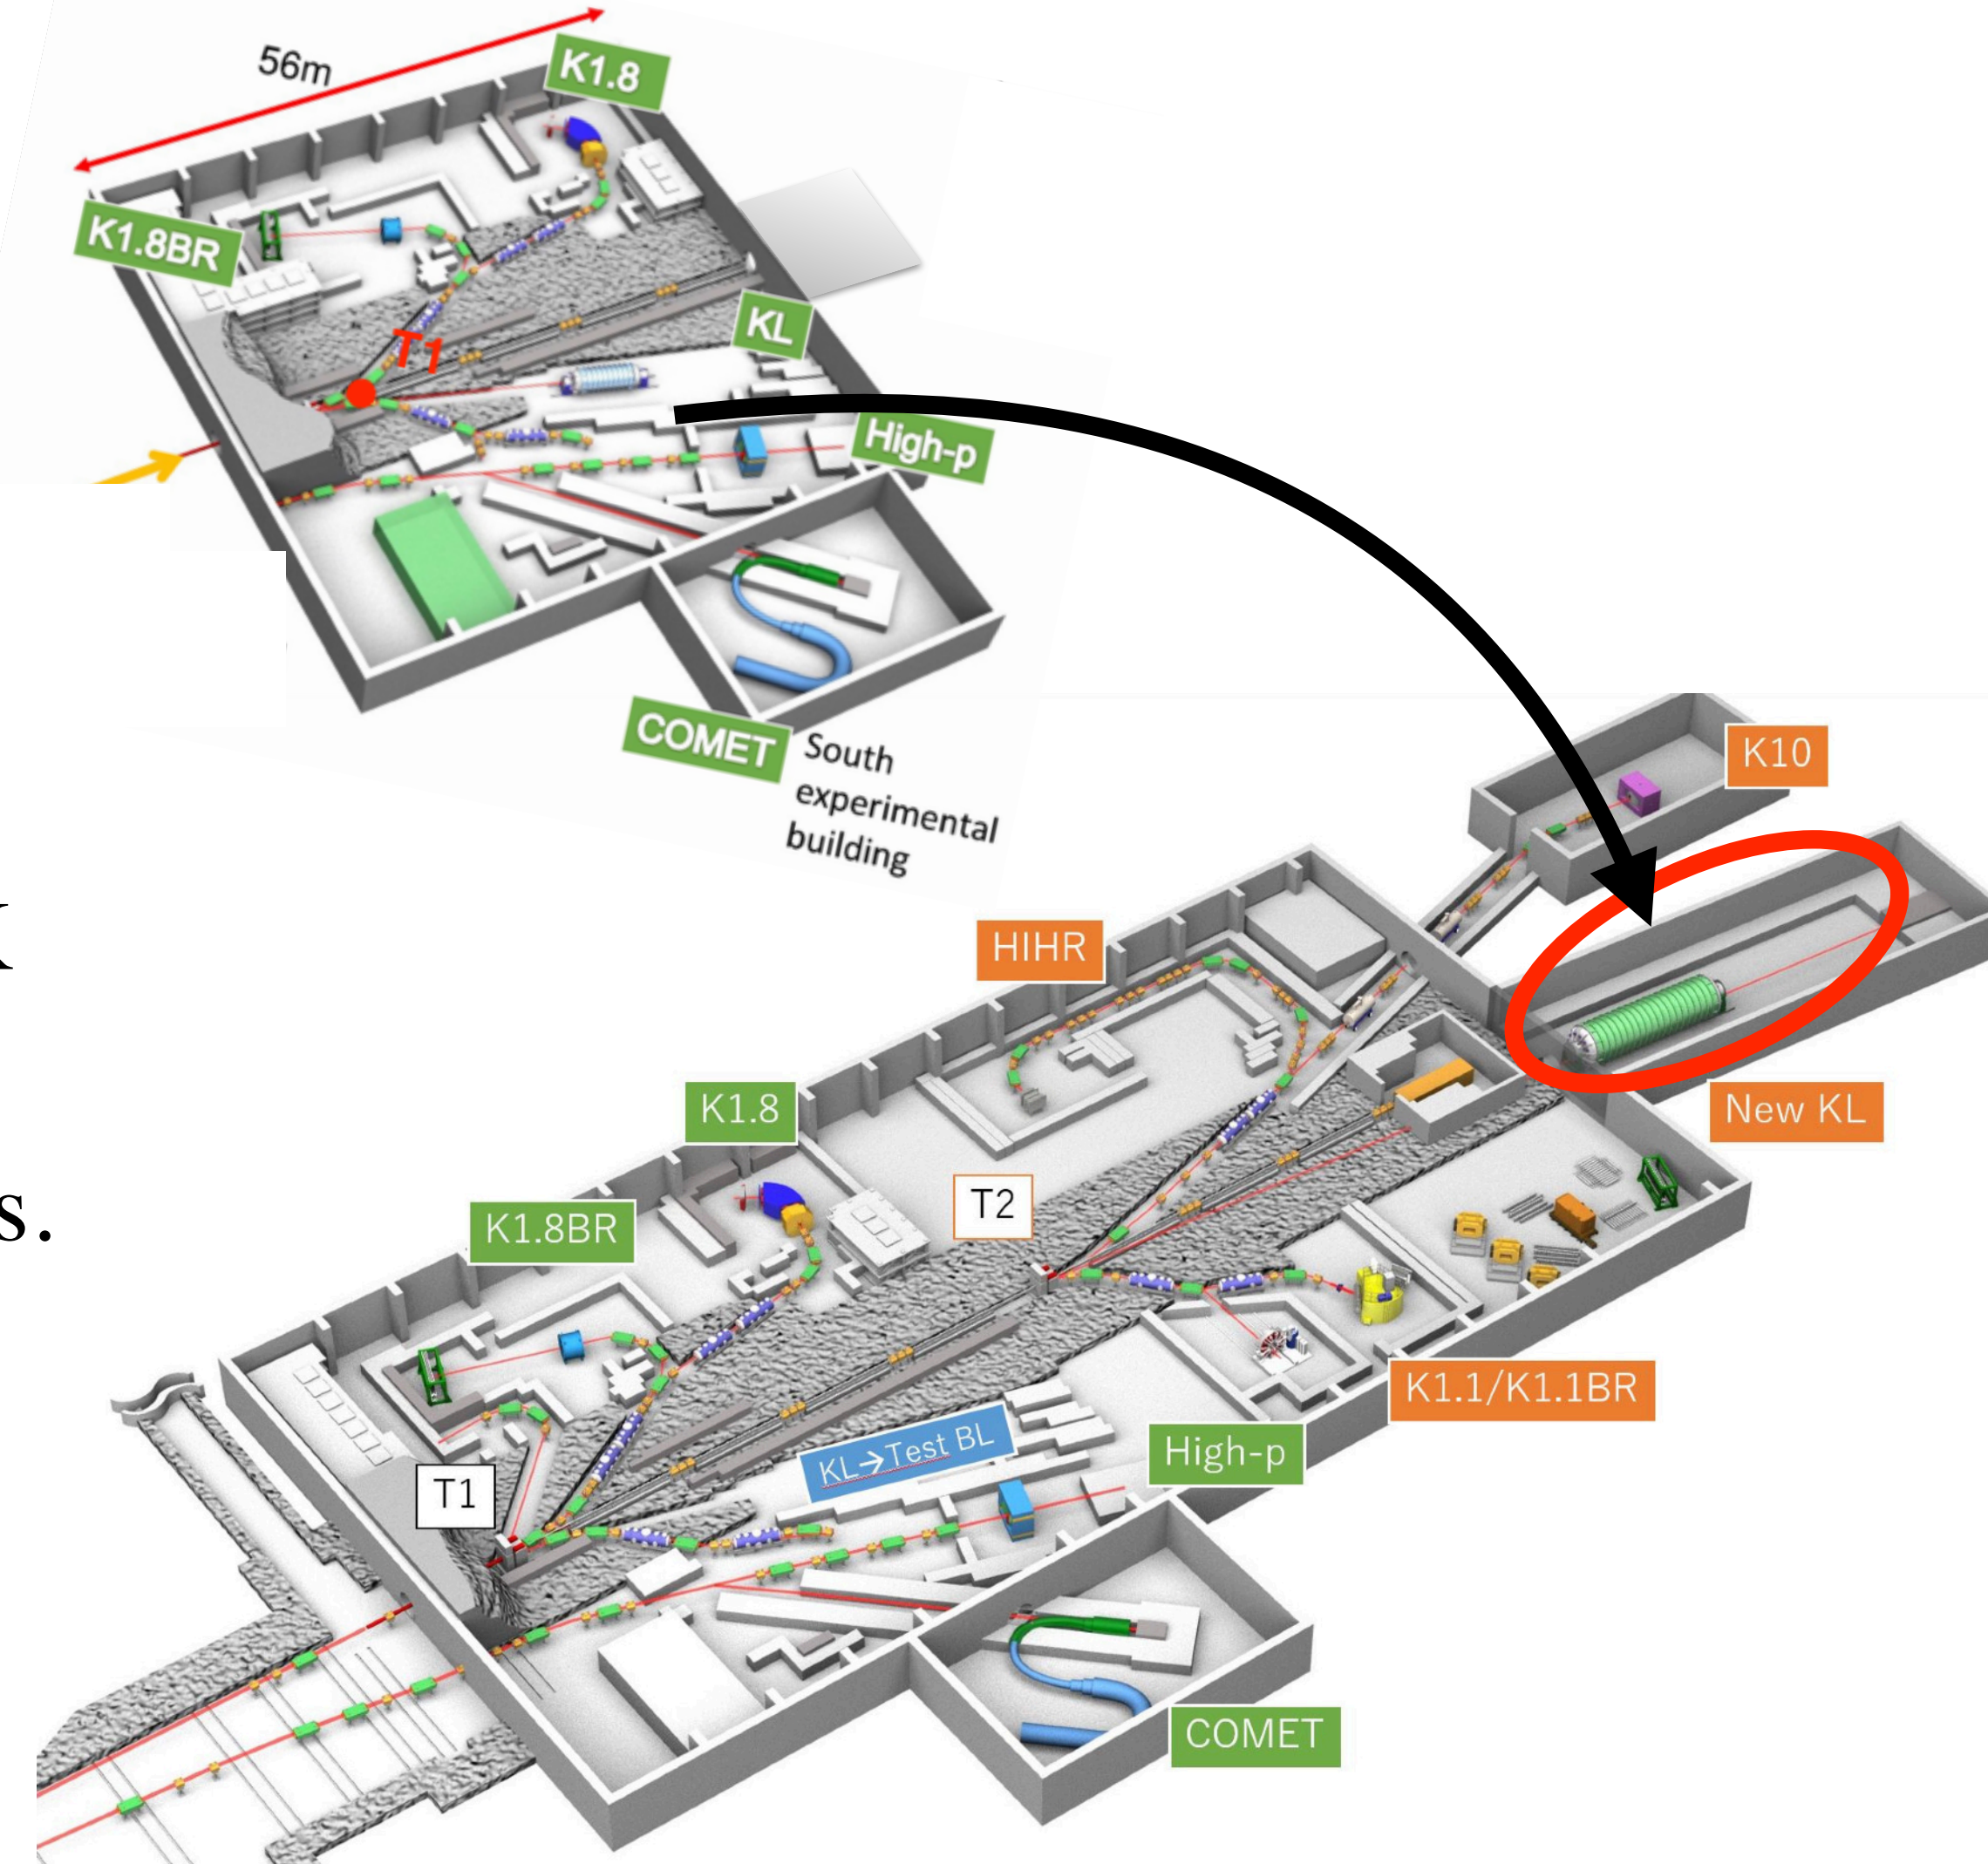 56m
K1.8
K1.8BR
T1
KL
High-p
COMET
South
experimental
building
K10
K
HIHR
New KL
K1.8
T2
s.
K1.8BR
K1.1/K1.1BR
KL→Test BL
High-p
T1
COMET